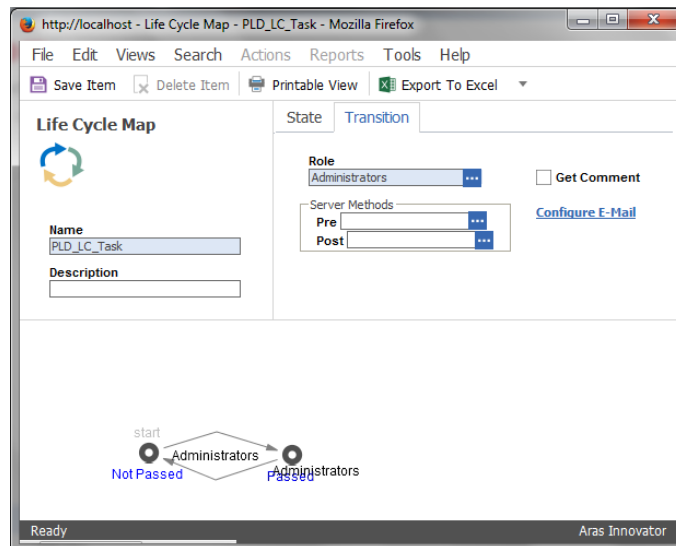 http://localhost - Life Cycle Map - PLD_LC_Task - Mozilla Firefox
File Edit Views Search Actions Reports Tools Help
Save Item Delete Item Printable View Export To Excel
Life Cycle Map
State Transition
Role
Administrators
Get Comment
Server Methods
Pre
Post
Configure E-Mail
Name
PLD_LC_Task
Description
start
Administrators
Not Passed
Administrators
Passed
Ready Aras Innovator